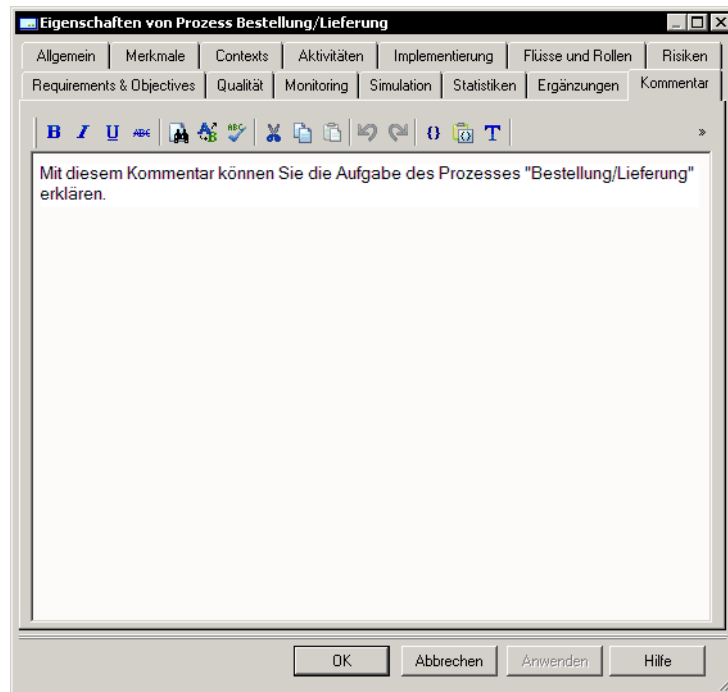 Eigenschaften von Prozess Bestellung/Lieferung
Allgemein Merkmale Contexts Aktivitäten Implementierung Flüsse und Rollen Risiken
Requirements & Objectives Qualität Monitoring Simulation Statistiken Ergänzungen Kommentar
B I U ABC ABC T »
Mit diesem Kommentar können Sie die Aufgabe des Prozesses "Bestellung/Lieferung"
erklären.
OK Abbrechen Anwenden Hilfe